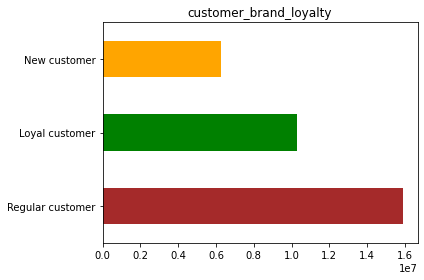 customer_brand_loyalty
New customer
Loyal customer
Regular customer
0.0 0.2 0.4 0.6 0.8 1.0 1.2 1.4 1.6
1e7